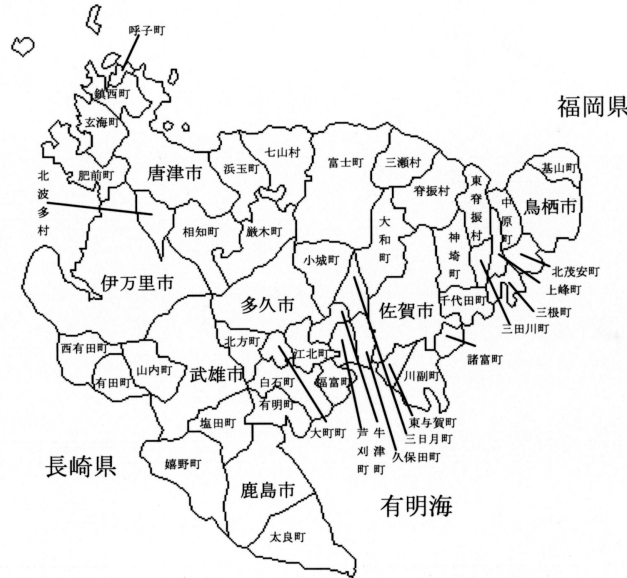 呼子町
鎮西町
玄海町
肥前町
北波多村
唐津市
浜玉町
七山村
富士町
三瀬村
脊振村
東脊振村
中原町
基山町
鳥栖市
福岡県
相知町
厳木町
大和町
神埼町
伊万里市
小城町
多久市
佐賀市
千代田町
北茂安町
上峰町
三根町
三田川町
諸富町
西有田町
有田町
山内町
武雄市
北方町
江北町
白石町
福富町
有明町
川副町
塩田町
大町町
芦刈町
牛津町
東与賀町
三日月町
久保田町
嬉野町
長崎県
鹿島市
有明海
太良町